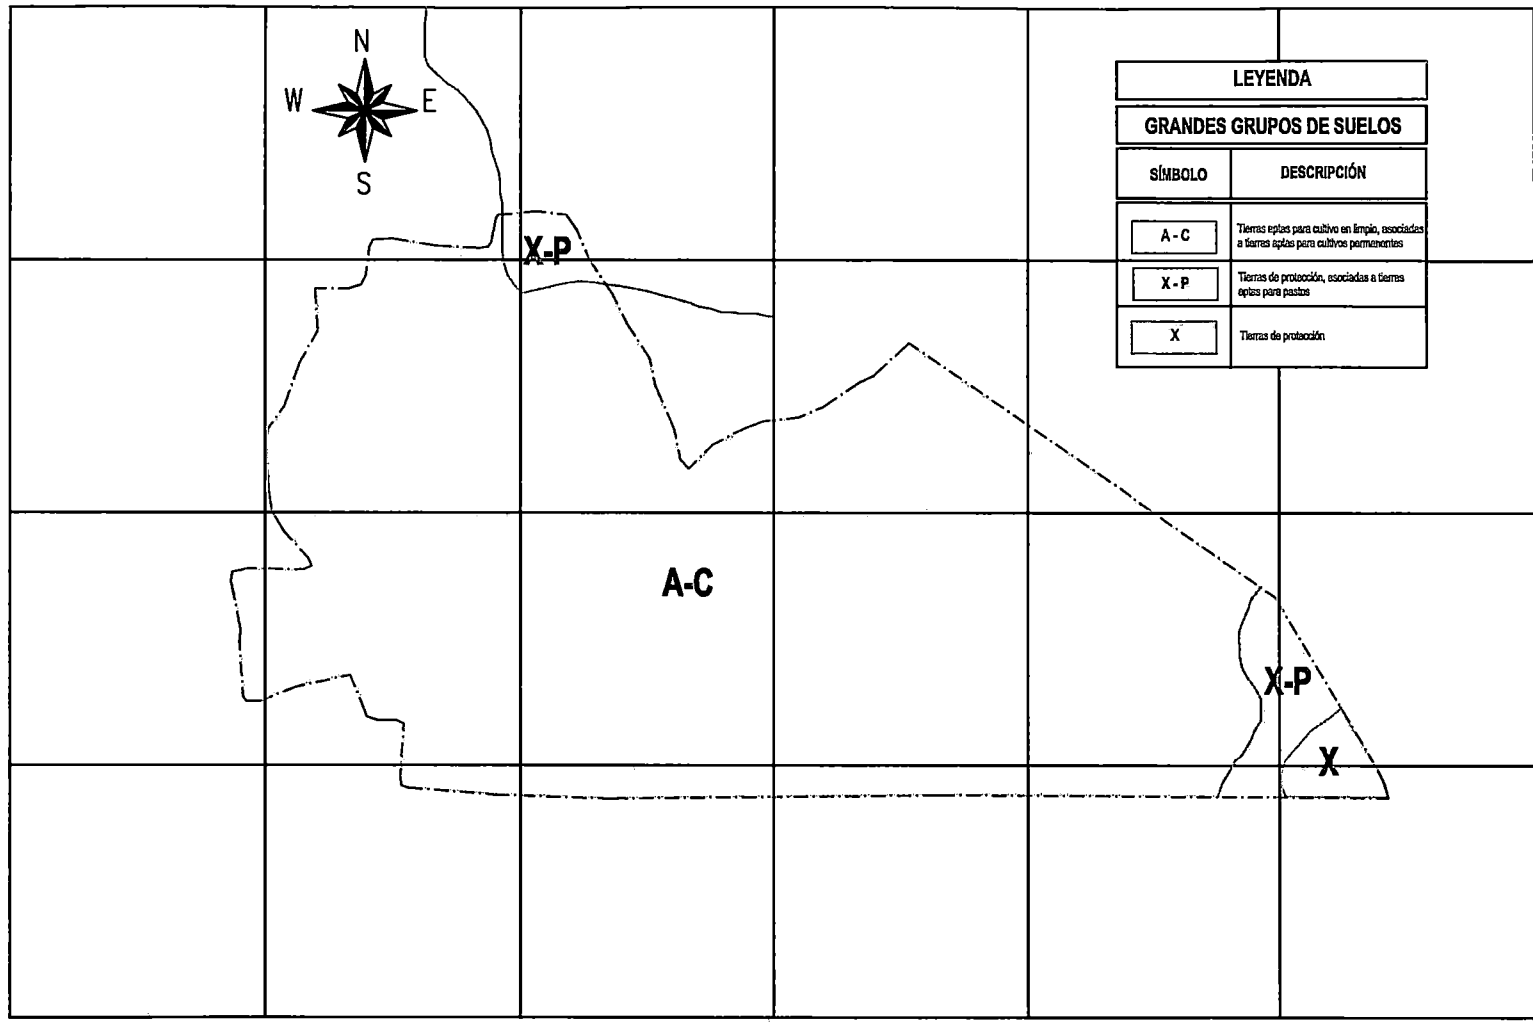 N
W E
S
LEYENDA
GRANDES GRUPOS DE SUELOS
SÍMBOLO DESCRIPCIÓN
A - C Tierras aptas para cultivo en limpio, asociadas
a tierras aptas para cultivos permanentes
X - P Tierras de protección, asociadas a tierras
aptas para pastos
X Tierras de protección
X-P
A-C
X-P
X